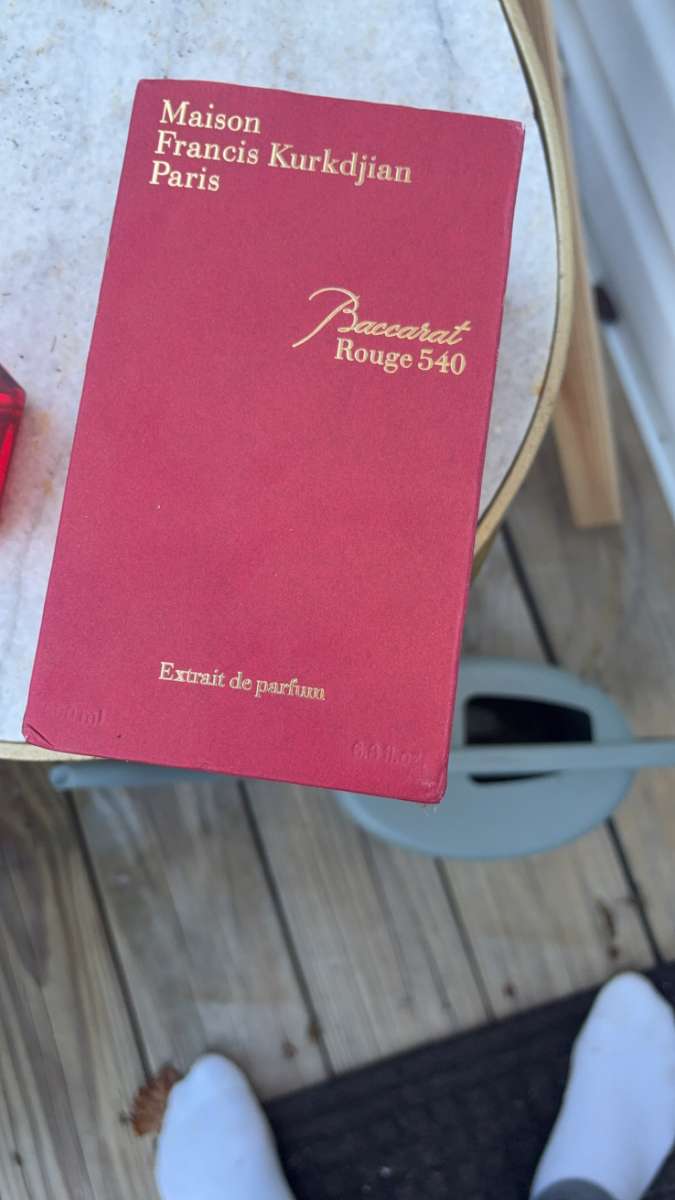 Maison
Francis Kurkdjian
Paris
Baccarat
Rouge 540
Extrait de parfum